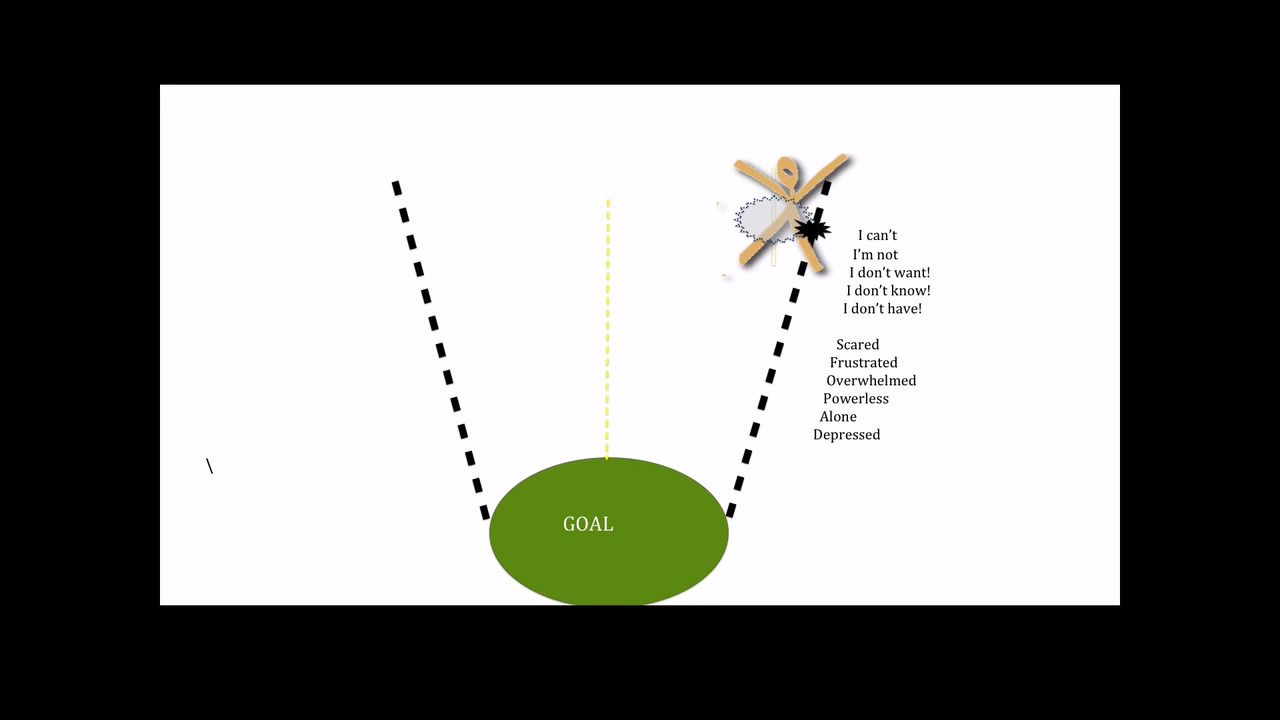 I can’t
I’m not
I don’t want!
I don’t know!
I don’t have!
Scared
Frustrated
Overwhelmed
Powerless
Alone
Depressed
\
GOAL